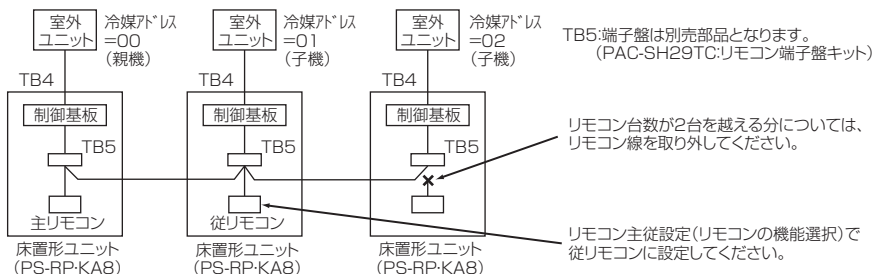 室外
ユニット
冷媒アドレス
=00
(親機)
室外
ユニット
冷媒アドレス
=01
(子機)
室外
ユニット
冷媒アドレス
=02
(子機)
TB5:端子盤は別売部品となります。
(PAC-SH29TC:リモコン端子盤キット)
TB4
TB4
TB4
制御基板
制御基板
制御基板
TB5
TB5
TB5
リモコン台数が2台を越える分については、
リモコン線を取り外してください。
主リモコン
従リモコン
リモコン主従設定(リモコンの機能選択)で
従リモコンに設定してください。
床置形ユニット
(PS-RP·KA8)
床置形ユニット
(PS-RP·KA8)
床置形ユニット
(PS-RP·KA8)